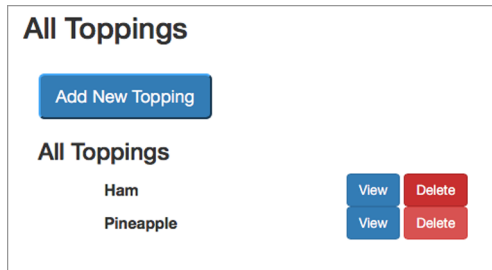 All Toppings
Add New Topping
All Toppings
Ham View Delete
Pineapple View Delete